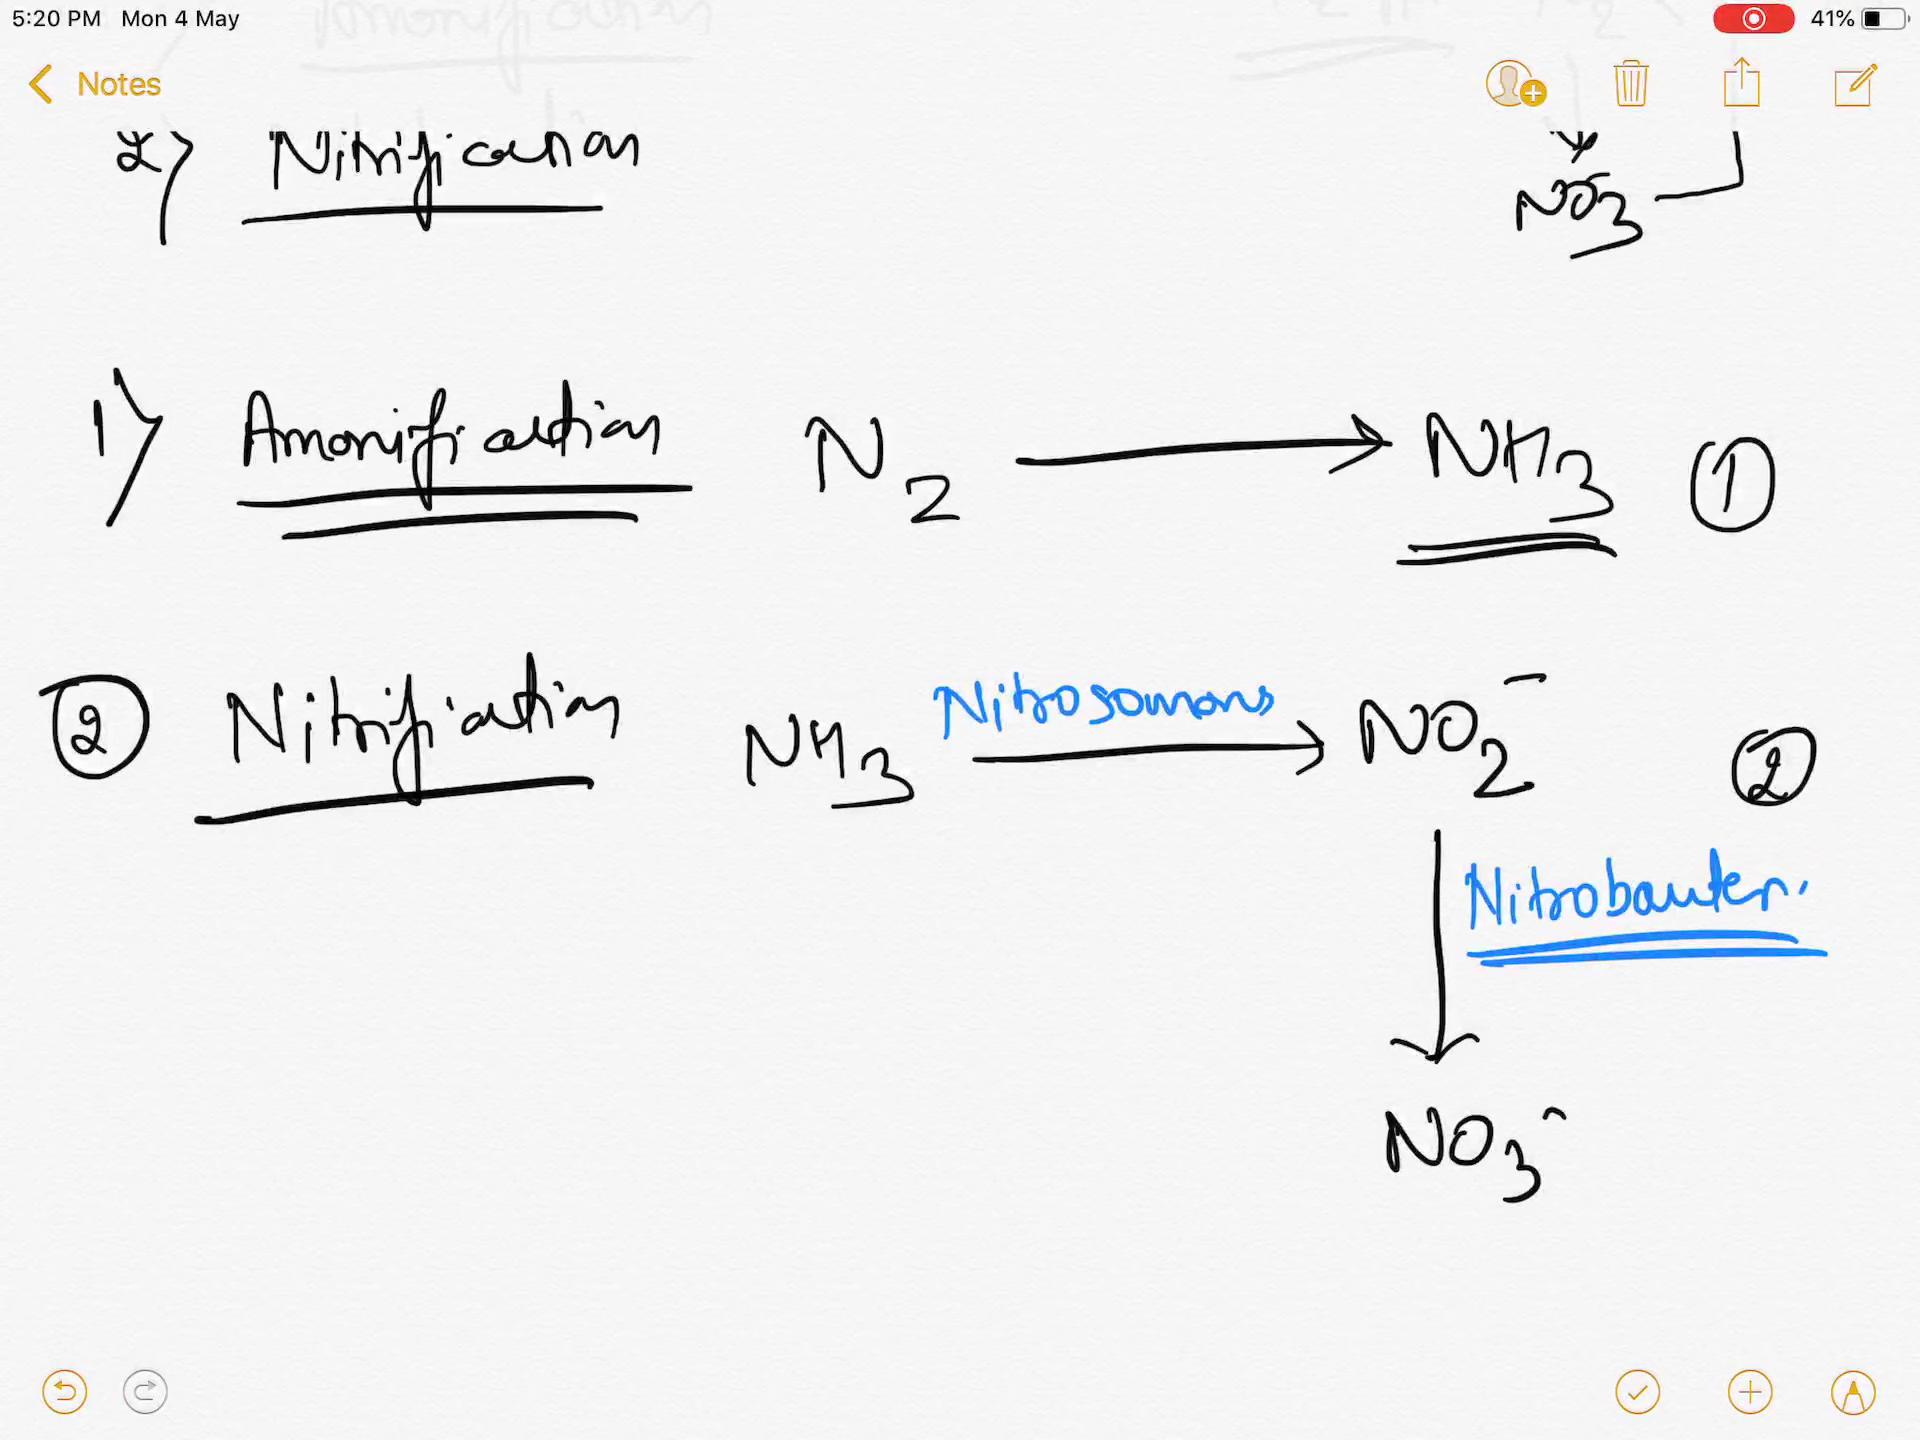 5:20 PM Mon 4 May 41%
Notes
2) Nitrification
NO3⁻
1) Amonification N2 → NH3 ①
② Nitrification NH3 Nitrosomons → NO2⁻ ②
Nitrobacter.
NO3⁻